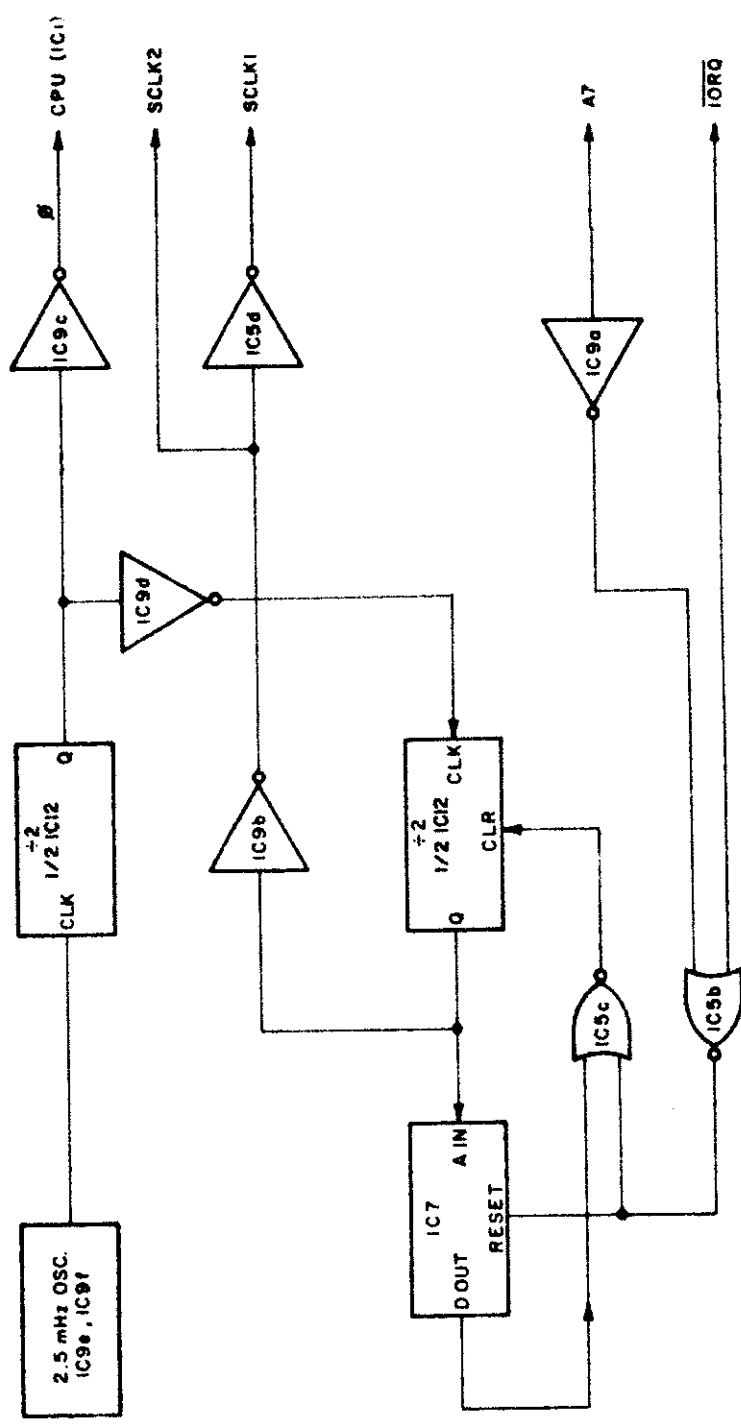 2.5 mHz OSC.
IC9e, IC9f
CLK
÷2
1/2 IC12
Q
IC9c
Ø
CPU (IC1)
IC9d
SCLK2
IC9b
IC5d
SCLK1
IC7
A IN
D OUT
RESET
Q
÷2
1/2 IC12
CLK
CLR
IC5c
IC9a
A7
IC5b
IORQ